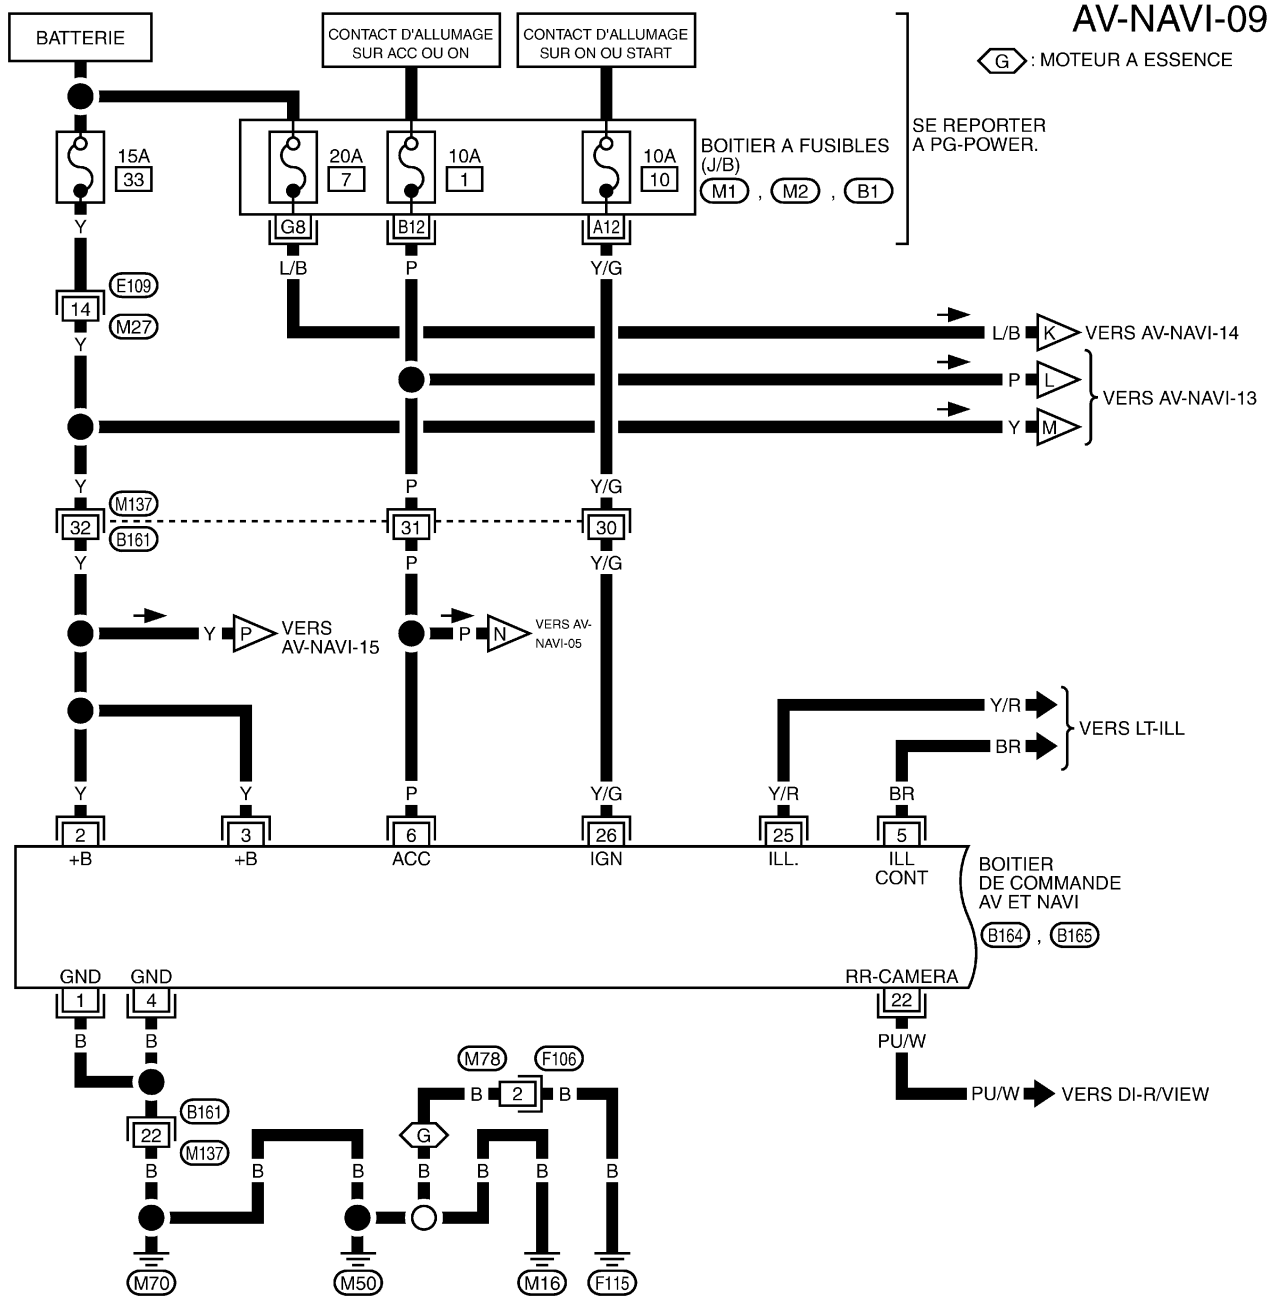 AV-NAVI-09
G : MOTEUR A ESSENCE
BATTERIE
CONTACT D'ALLUMAGE
SUR ACC OU ON
CONTACT D'ALLUMAGE
SUR ON OU START
SE REPORTER
A PG-POWER.
15A
33
20A
7
10A
1
10A
10
BOITIER A FUSIBLES
(J/B)
M1 , M2 , B1
Y
G8
B12
A12
L/B
P
Y/G
E109
14
M27
Y
L/B
K
VERS AV-NAVI-14
P
L
VERS AV-NAVI-13
Y
M
Y
P
Y/G
M137
32
31
30
B161
Y
P
Y/G
Y
P
VERS
AV-NAVI-15
P
N
VERS AV-
NAVI-05
Y/R
BR
VERS LT-ILL
Y
Y
P
Y/G
Y/R
BR
2
3
6
26
25
5
+B
+B
ACC
IGN
ILL.
ILL
CONT
BOITIER
DE COMMANDE
AV ET NAVI
B164 , B165
GND
GND
RR-CAMERA
1
4
22
B
B
PU/W
M78
F106
B
2
B
PU/W
VERS DI-R/VIEW
B161
22
M137
G
B
B
B
B
B
B
B
M70
M50
M16
F115